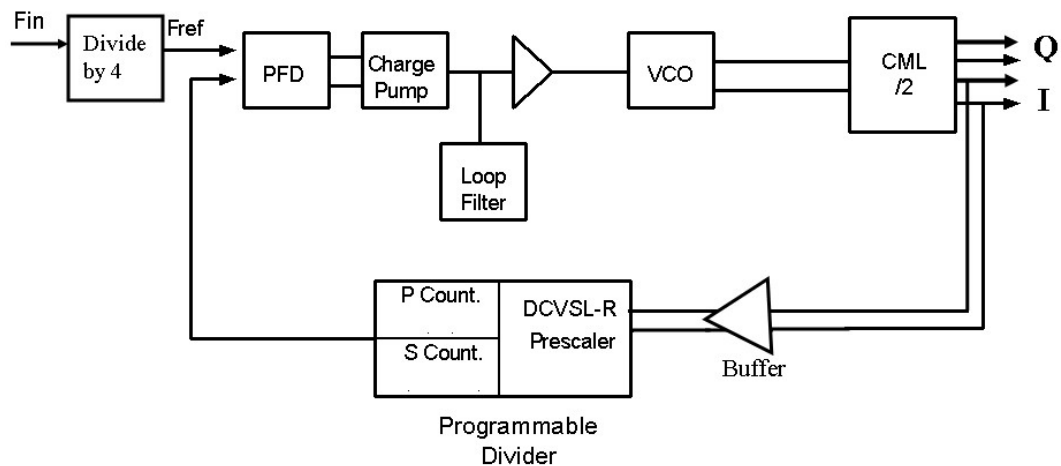 Fin
Divide
by 4
Fref
PFD
Charge
Pump
Loop
Filter
VCO
CML
/2
Q
I
P Count.
S Count.
DCVSL-R
Prescaler
Buffer
Programmable
Divider